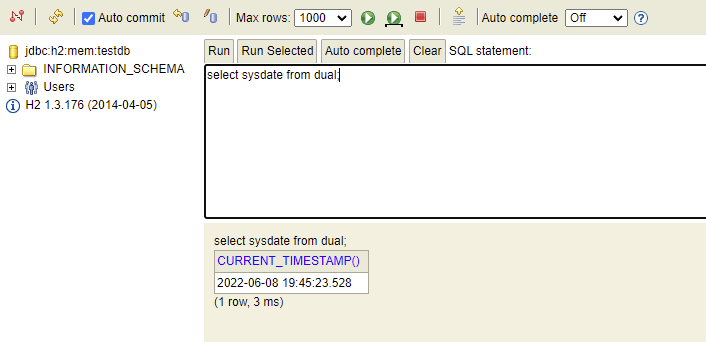 Auto commit Max rows: 1000 Auto complete Off
jdbc:h2:mem:testdb
INFORMATION_SCHEMA
Users
H2 1.3.176 (2014-04-05)
Run Run Selected Auto complete Clear SQL statement:
select sysdate from dual;
select sysdate from dual;
CURRENT_TIMESTAMP()
2022-06-08 19:45:23.528
(1 row, 3 ms)